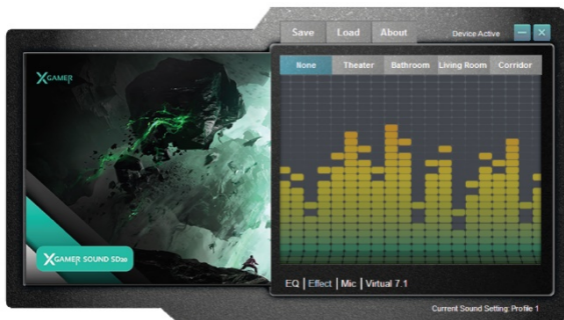 Save Load About Device Active
None Theater Bathroom Living Room Corridor
XGAMER
XGAMER SOUND
EQ | Effect | Mic | Virtual 7.1
Current Sound Setting: Profile 1